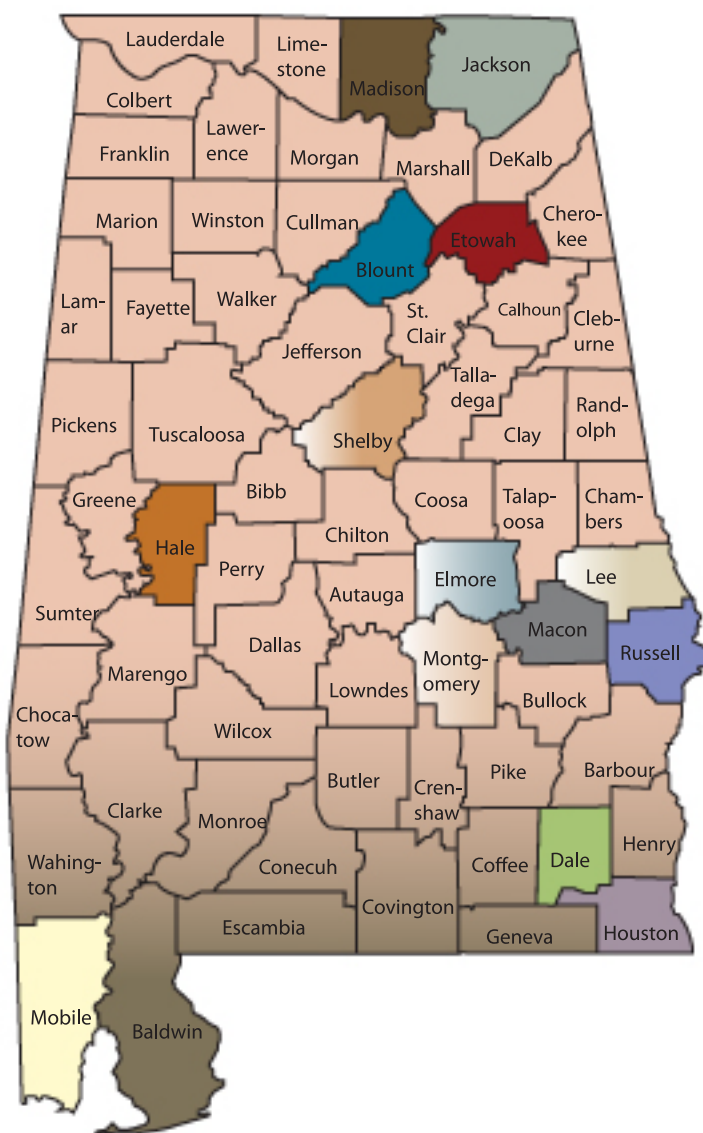 Lauderdale
Lime-
stone
Madison
Jackson
Colbert
Lawer-
ence
Franklin
Morgan
Marshall
DeKalb
Marion
Winston
Cullman
Etowah
Chero-
kee
Blount
Lam-
ar
Fayette
Walker
St.
Clair
Calhoun
Cleb-
urne
Jefferson
Talla-
dega
Pickens
Tuscaloosa
Shelby
Clay
Rand-
olph
Greene
Bibb
Coosa
Talap-
oosa
Cham-
bers
Hale
Chilton
Perry
Autauga
Elmore
Lee
Sumter
Dallas
Macon
Marengo
Montg-
omery
Russell
Lowndes
Bullock
Choca-
tow
Wilcox
Butler
Cren-
shaw
Pike
Barbour
Clarke
Monroe
Wahing-
ton
Conecuh
Coffee
Dale
Henry
Escambia
Covington
Geneva
Houston
Mobile
Baldwin